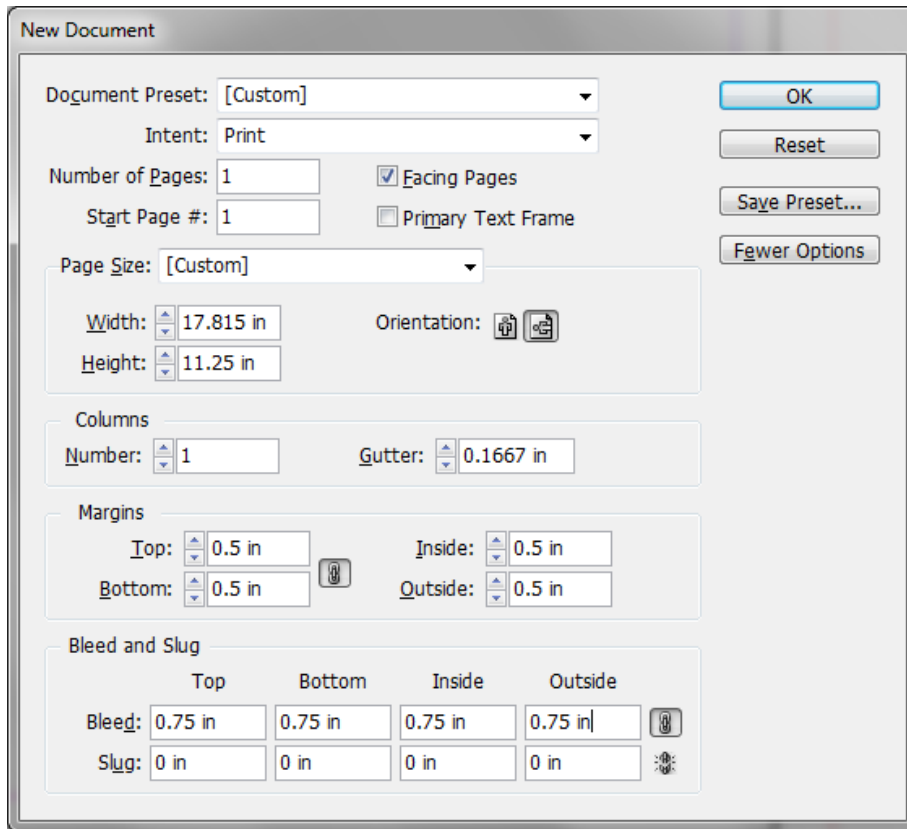 New Document
Document Preset: [Custom] OK
Intent: Print Reset
Number of Pages: 1 Facing Pages
Start Page #: 1 Primary Text Frame Save Preset...
Fewer Options
Page Size: [Custom]
Width: 17.815 in Orientation:
Height: 11.25 in
Columns
Number: 1 Gutter: 0.1667 in
Margins
Top: 0.5 in Inside: 0.5 in
Bottom: 0.5 in Outside: 0.5 in
Bleed and Slug
Top Bottom Inside Outside
Bleed: 0.75 in 0.75 in 0.75 in 0.75 in
Slug: 0 in 0 in 0 in 0 in